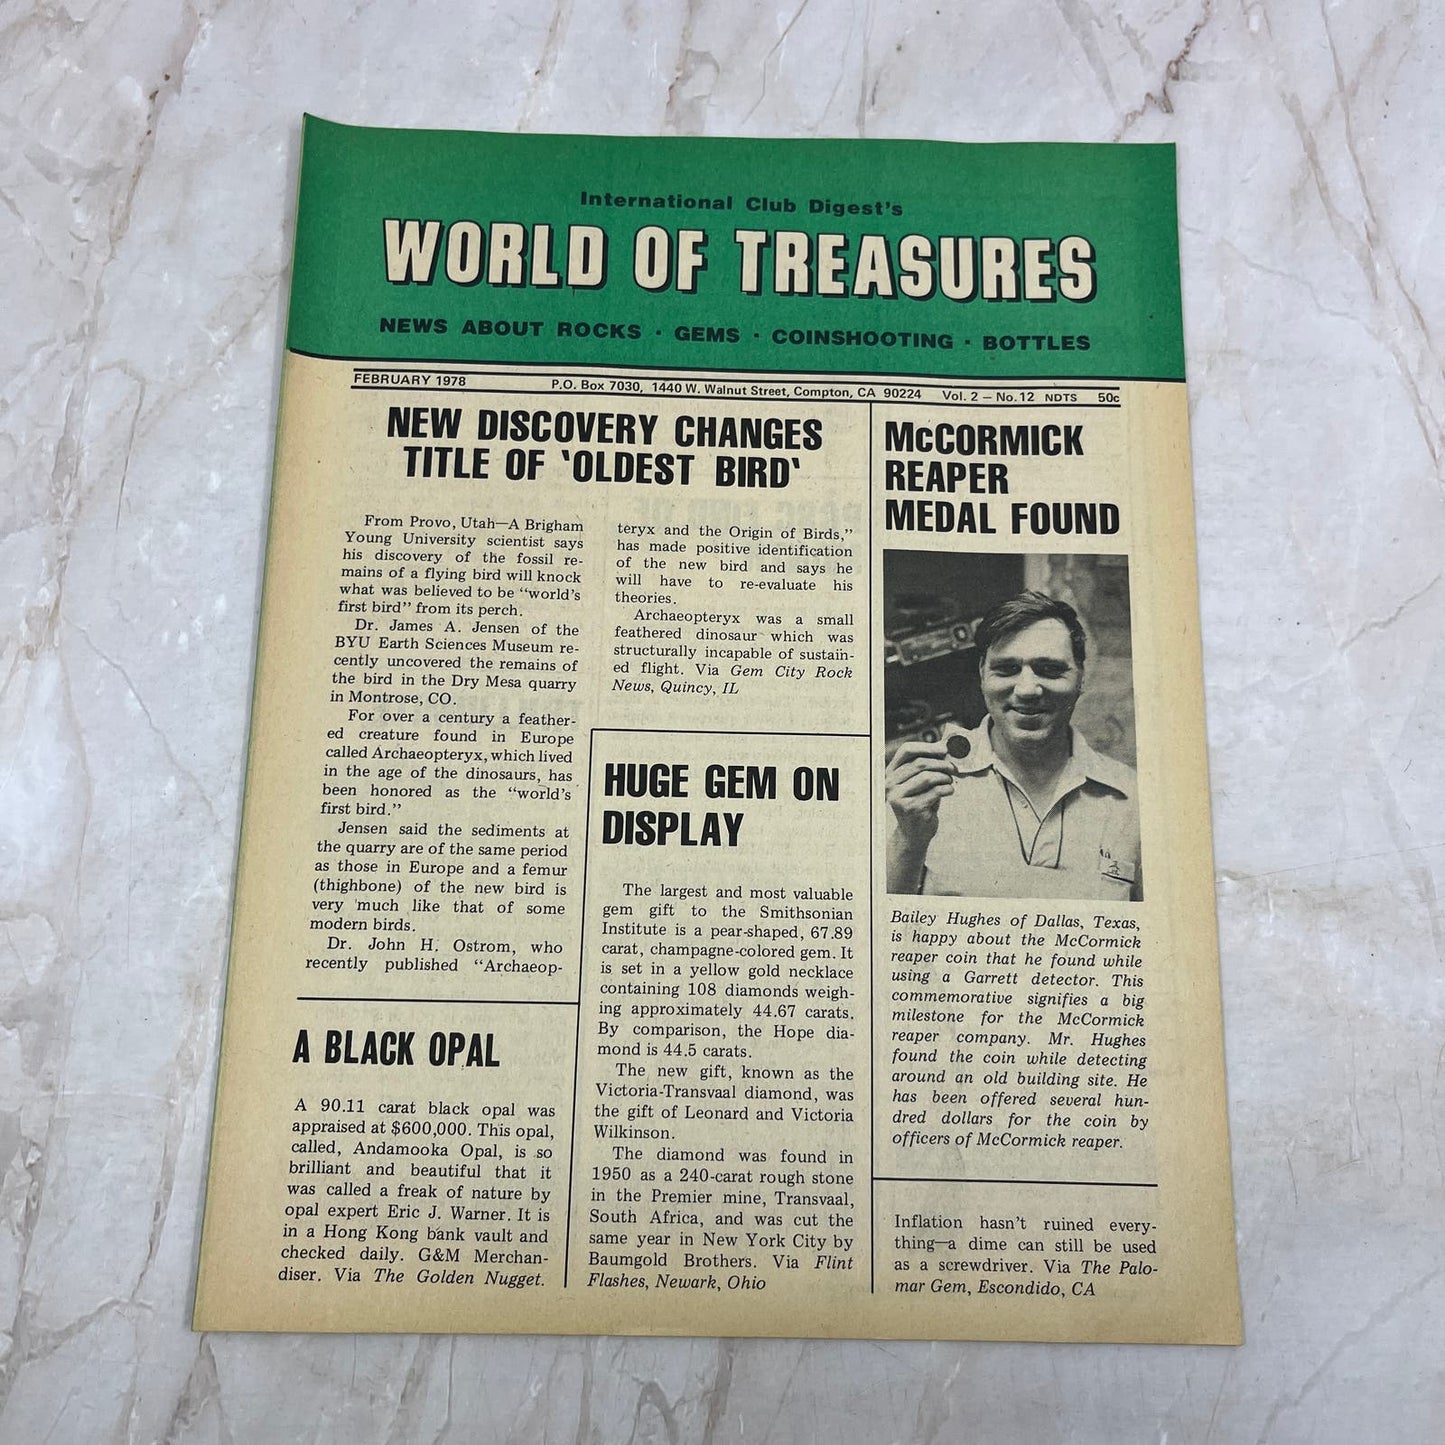 International Club Digest's
WORLD OF TREASURES
NEWS ABOUT ROCKS · GEMS · COINSHOOTING · BOTTLES
FEBRUARY 1978 P.O. Box 7030, 1440 W. Walnut Street, Compton, CA 90224 Vol. 2 – No. 12 NDTS 50c
NEW DISCOVERY CHANGES
TITLE OF 'OLDEST BIRD'
From Provo, Utah—A Brigham
Young University scientist says
his discovery of the fossil re-
mains of a flying bird will knock
what was believed to be "world's
first bird" from its perch.
Dr. James A. Jensen of the
BYU Earth Sciences Museum re-
cently uncovered the remains of
the bird in the Dry Mesa quarry
in Montrose, CO.
For over a century a feather-
ed creature found in Europe
called Archaeopteryx, which lived
in the age of the dinosaurs, has
been honored as the "world's
first bird."
Jensen said the sediments at
the quarry are of the same period
as those in Europe and a femur
(thighbone) of the new bird is
very much like that of some
modern birds.
Dr. John H. Ostrom, who
recently published "Archaeop-
teryx and the Origin of Birds,"
has made positive identification
of the new bird and says he
will have to re-evaluate his
theories.
Archaeopteryx was a small
feathered dinosaur which was
structurally incapable of sustain-
ed flight. Via Gem City Rock
News, Quincy, IL
A BLACK OPAL
A 90.11 carat black opal was
appraised at $600,000. This opal,
called, Andamooka Opal, is so
brilliant and beautiful that it
was called a freak of nature by
opal expert Eric J. Warner. It is
in a Hong Kong bank vault and
checked daily. G&M Merchan-
diser. Via The Golden Nugget.
HUGE GEM ON
DISPLAY
The largest and most valuable
gem gift to the Smithsonian
Institute is a pear-shaped, 67.89
carat, champagne-colored gem. It
is set in a yellow gold necklace
containing 108 diamonds weigh-
ing approximately 44.67 carats.
By comparison, the Hope dia-
mond is 44.5 carats.
The new gift, known as the
Victoria-Transvaal diamond, was
the gift of Leonard and Victoria
Wilkinson.
The diamond was found in
1950 as a 240-carat rough stone
in the Premier mine, Transvaal,
South Africa, and was cut the
same year in New York City by
Baumgold Brothers. Via Flint
Flashes, Newark, Ohio
McCORMICK
REAPER
MEDAL FOUND
Bailey Hughes of Dallas, Texas,
is happy about the McCormick
reaper coin that he found while
using a Garrett detector. This
commemorative signifies a big
milestone for the McCormick
reaper company. Mr. Hughes
found the coin while detecting
around an old building site. He
has been offered several hun-
dred dollars for the coin by
officers of McCormick reaper.
Inflation hasn't ruined every-
thing—a dime can still be used
as a screwdriver. Via The Palo-
mar Gem, Escondido, CA